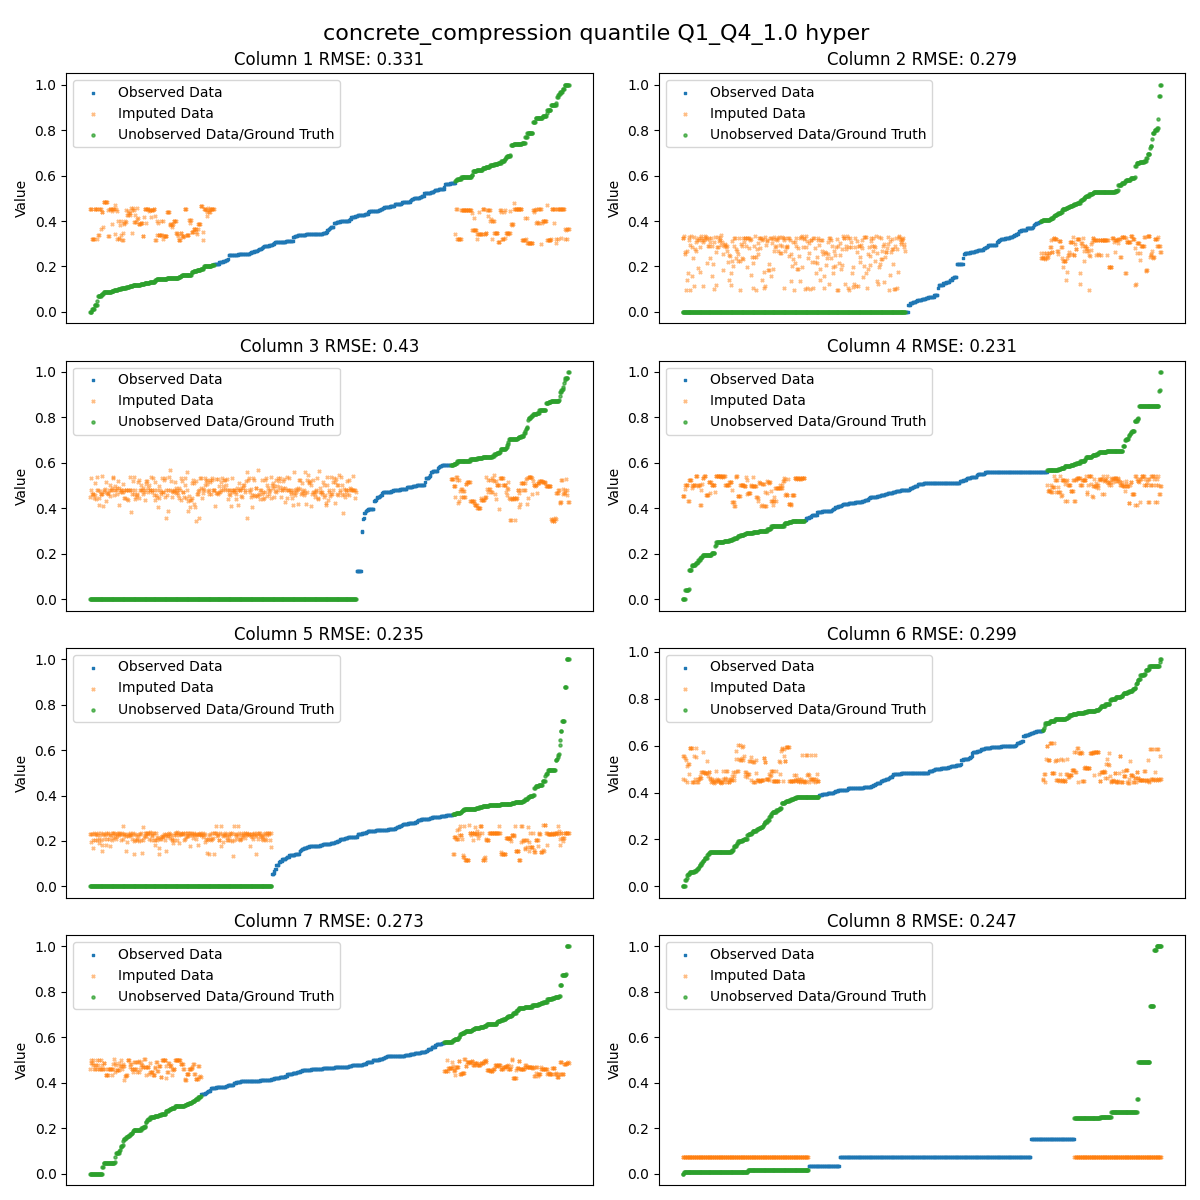 concrete_compression quantile Q1_Q4_1.0 hyper
Column 1 RMSE: 0.331
1.0
0.8
0.6
0.4
0.2
0.0
Value
Observed Data
Imputed Data
Unobserved Data/Ground Truth
Column 2 RMSE: 0.279
1.0
0.8
0.6
0.4
0.2
0.0
Value
Observed Data
Imputed Data
Unobserved Data/Ground Truth
Column 3 RMSE: 0.43
1.0
0.8
0.6
0.4
0.2
0.0
Value
Observed Data
Imputed Data
Unobserved Data/Ground Truth
Column 4 RMSE: 0.231
1.0
0.8
0.6
0.4
0.2
0.0
Value
Observed Data
Imputed Data
Unobserved Data/Ground Truth
Column 5 RMSE: 0.235
1.0
0.8
0.6
0.4
0.2
0.0
Value
Observed Data
Imputed Data
Unobserved Data/Ground Truth
Column 6 RMSE: 0.299
1.0
0.8
0.6
0.4
0.2
0.0
Value
Observed Data
Imputed Data
Unobserved Data/Ground Truth
Column 7 RMSE: 0.273
1.0
0.8
0.6
0.4
0.2
0.0
Value
Observed Data
Imputed Data
Unobserved Data/Ground Truth
Column 8 RMSE: 0.247
1.0
0.8
0.6
0.4
0.2
0.0
Value
Observed Data
Imputed Data
Unobserved Data/Ground Truth